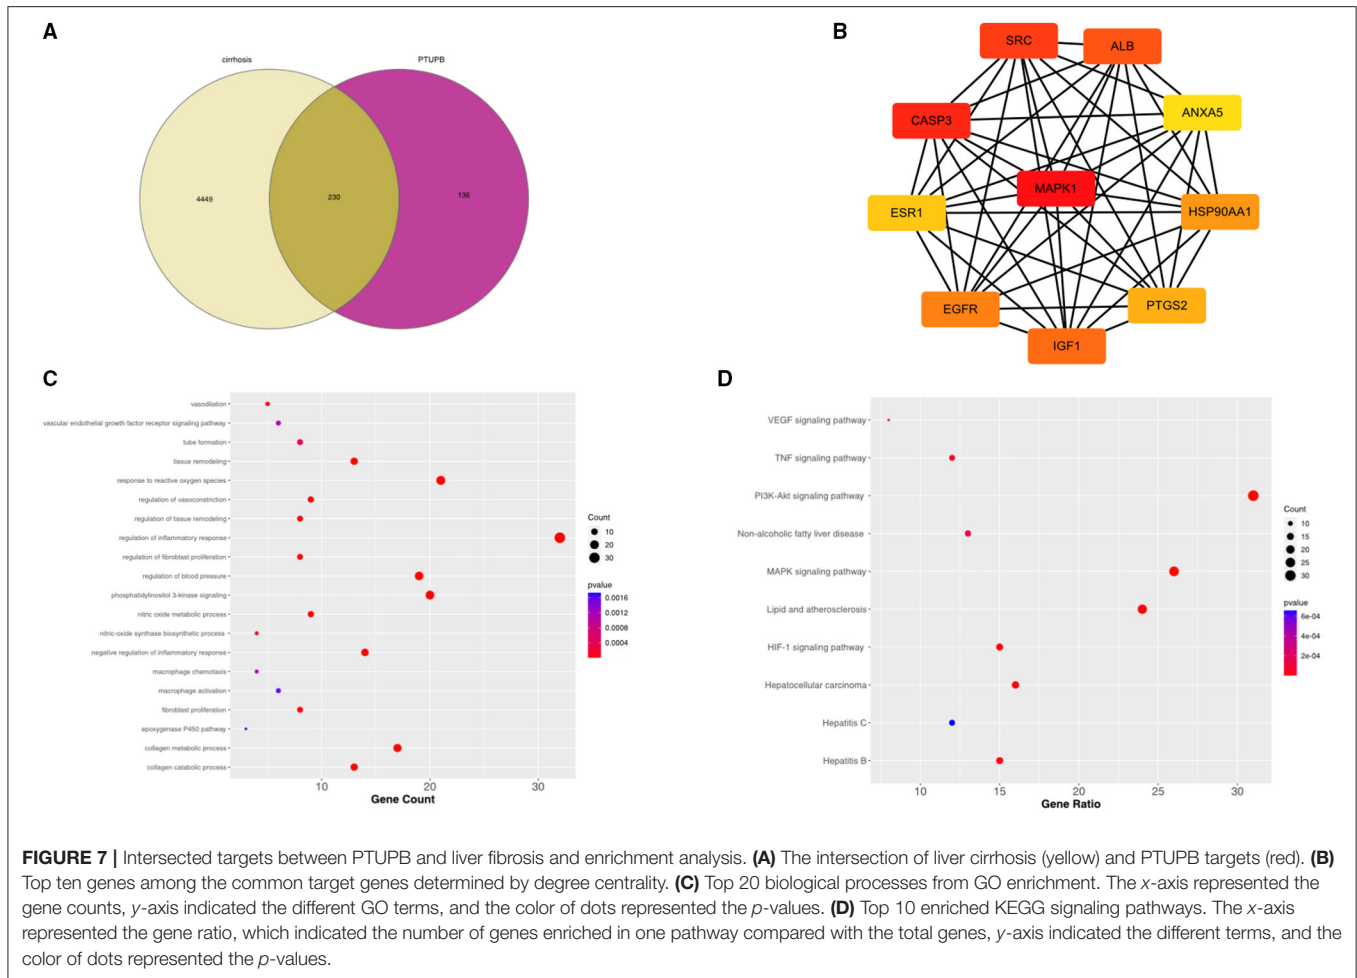 A
cirrhosis
PTUPB
4449
230
136
B
SRC
ALB
CASP3
ANXA5
MAPK1
ESR1
HSP90AA1
EGFR
PTGS2
IGF1
C
vasodilation
vascular endothelial growth factor receptor signaling pathway
tube formation
tissue remodeling
response to reactive oxygen species
regulation of vasoconstriction
regulation of tissue remodeling
regulation of inflammatory response
regulation of fibroblast proliferation
regulation of blood pressure
phosphatidylinositol 3-kinase signaling
nitric oxide metabolic process
nitric-oxide synthase biosynthetic process
negative regulation of inflammatory response
macrophage chemotaxis
macrophage activation
fibroblast proliferation
epoxygenase P450 pathway
collagen metabolic process
collagen catabolic process
10 20 30
Gene Count
Count
10
20
30
pvalue
0.0016
0.0012
0.0008
0.0004
D
VEGF signaling pathway
TNF signaling pathway
PI3K-Akt signaling pathway
Non-alcoholic fatty liver disease
MAPK signaling pathway
Lipid and atherosclerosis
HIF-1 signaling pathway
Hepatocellular carcinoma
Hepatitis C
Hepatitis B
10 15 20 25 30
Gene Ratio
Count
10
15
20
25
30
pvalue
6e-04
4e-04
2e-04
FIGURE 7 | Intersected targets between PTUPB and liver fibrosis and enrichment analysis. (A) The intersection of liver cirrhosis (yellow) and PTUPB targets (red). (B)
Top ten genes among the common target genes determined by degree centrality. (C) Top 20 biological processes from GO enrichment. The x-axis represented the
gene counts, y-axis indicated the different GO terms, and the color of dots represented the p-values. (D) Top 10 enriched KEGG signaling pathways. The x-axis
represented the gene ratio, which indicated the number of genes enriched in one pathway compared with the total genes, y-axis indicated the different terms, and the
color of dots represented the p-values.